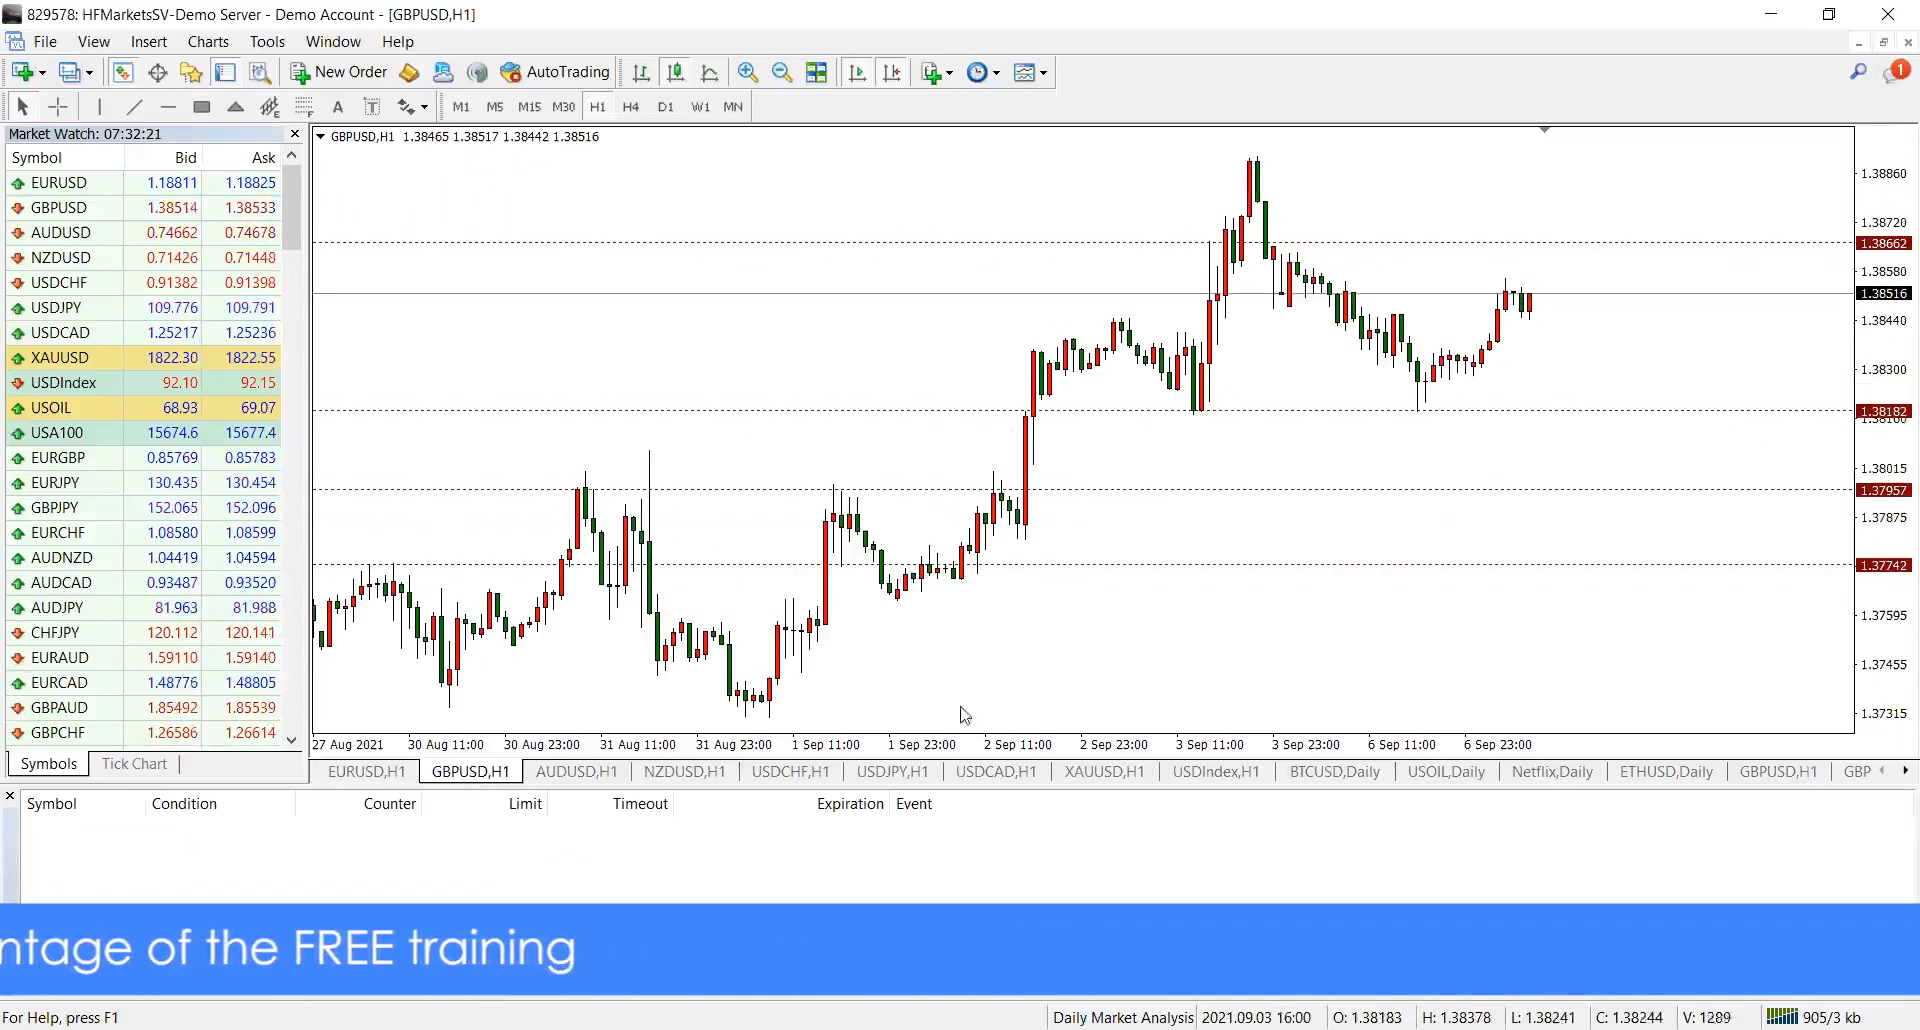 829578: HFMarketsSV-Demo Server - Demo Account - [GBPUSD,H1]
File View Insert Charts Tools Window Help
New Order AutoTrading 1
A T M1 M5 M15 M30 H1 H4 D1 W1 MN
Market Watch: 07:32:21
Symbol Bid Ask
EURUSD 1.18811 1.18825
GBPUSD 1.38514 1.38533
AUDUSD 0.74662 0.74678
NZDUSD 0.71426 0.71448
USDCHF 0.91382 0.91398
USDJPY 109.776 109.791
USDCAD 1.25217 1.25236
XAUUSD 1822.30 1822.55
USDIndex 92.10 92.15
USOIL 68.93 69.07
USA100 15674.6 15677.4
EURGBP 0.85769 0.85783
EURJPY 130.435 130.454
GBPJPY 152.065 152.096
EURCHF 1.08580 1.08599
AUDNZD 1.04419 1.04594
AUDCAD 0.93487 0.93520
AUDJPY 81.963 81.988
CHFJPY 120.112 120.141
EURAUD 1.59110 1.59140
EURCAD 1.48776 1.48805
GBPAUD 1.85492 1.85539
GBPCHF 1.26586 1.26614
Symbols Tick Chart
GBPUSD,H1 1.38465 1.38517 1.38442 1.38516
1.38860
1.38720
1.38662
1.38580
1.38516
1.38440
1.38300
1.38182
1.38015
1.37957
1.37875
1.37742
1.37595
1.37455
1.37315
27 Aug 2021 30 Aug 11:00 30 Aug 23:00 31 Aug 11:00 31 Aug 23:00 1 Sep 11:00 1 Sep 23:00 2 Sep 11:00 2 Sep 23:00 3 Sep 11:00 3 Sep 23:00 6 Sep 11:00 6 Sep 23:00
EURUSD,H1 GBPUSD,H1 AUDUSD,H1 NZDUSD,H1 USDCHF,H1 USDJPY,H1 USDCAD,H1 XAUUSD,H1 USDIndex,H1 BTCUSD,Daily USOIL,Daily Netflix,Daily ETHUSD,Daily GBPUSD,H1 GBP
Symbol Condition Counter Limit Timeout Expiration Event
ntage of the FREE training
For Help, press F1 Daily Market Analysis 2021.09.03 16:00 O: 1.38183 H: 1.38378 L: 1.38241 C: 1.38244 V: 1289 905/3 kb